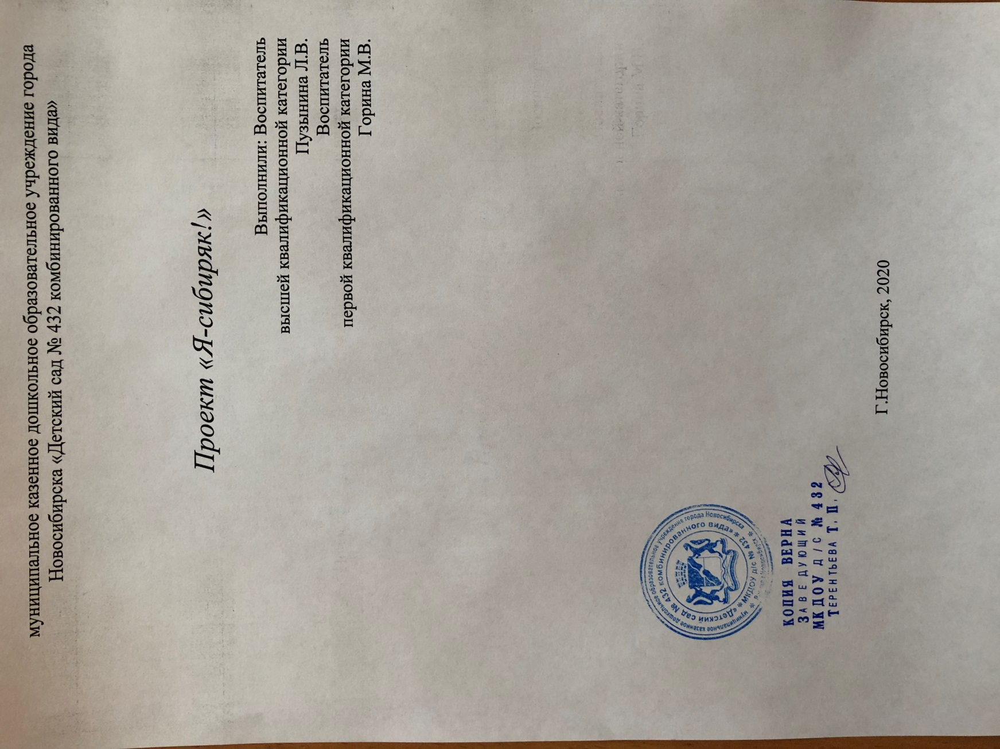 муниципальное казенное дошкольное образовательное учреждение города
Новосибирска «Детский сад № 432 комбинированного вида»
Проект «Я-сибиряк!»
Выполнили: Воспитатель
высшей квалификационной категории
Пузынина Л.В.
Воспитатель
первой квалификационной категории
Горина М.В.
муниципальное казенное дошкольное образовательное учреждение города Новосибирска
«Детский сад № 432 комбинированного вида»
МКДОУ д/с № 432
КОПИЯ ВЕРНА
ЗАВЕДУЮЩИЙ
МКДОУ Д/С № 432
ТЕРЕНТЬЕВА Т. П.
Г.Новосибирск, 2020